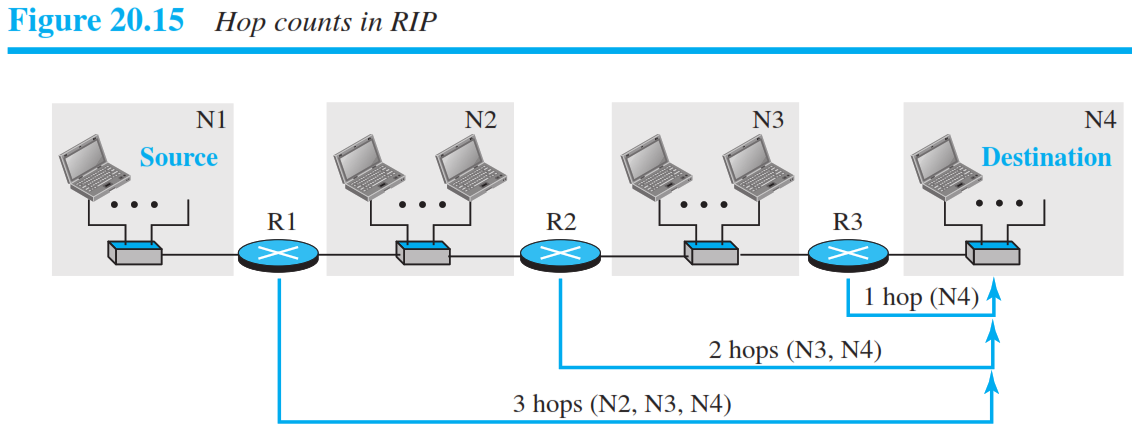 Figure 20.15 Hop counts in RIP
N1 N2 N3 N4
Source Destination
R1 R2 R3
1 hop (N4)
2 hops (N3, N4)
3 hops (N2, N3, N4)